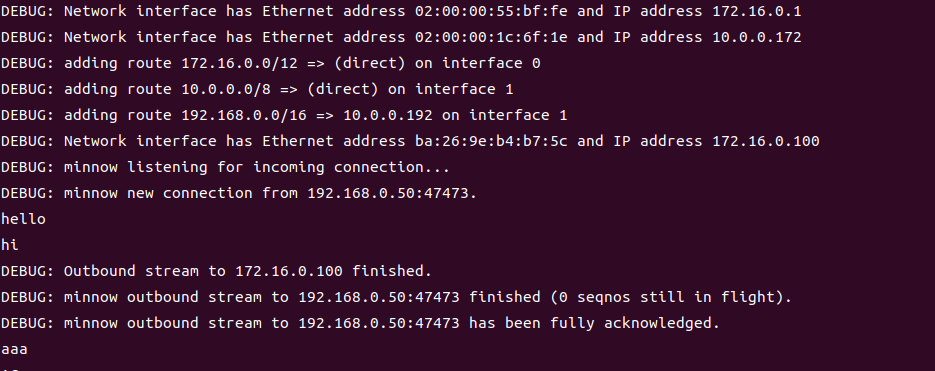 DEBUG: Network interface has Ethernet address 02:00:00:55:bf:fe and IP address 172.16.0.1
DEBUG: Network interface has Ethernet address 02:00:00:1c:6f:1e and IP address 10.0.0.172
DEBUG: adding route 172.16.0.0/12 => (direct) on interface 0
DEBUG: adding route 10.0.0.0/8 => (direct) on interface 1
DEBUG: adding route 192.168.0.0/16 => 10.0.0.192 on interface 1
DEBUG: Network interface has Ethernet address ba:26:9e:b4:b7:5c and IP address 172.16.0.100
DEBUG: minnow listening for incoming connection...
DEBUG: minnow new connection from 192.168.0.50:47473.
hello
hi
DEBUG: Outbound stream to 172.16.0.100 finished.
DEBUG: minnow outbound stream to 192.168.0.50:47473 finished (0 seqnos still in flight).
DEBUG: minnow outbound stream to 192.168.0.50:47473 has been fully acknowledged.
aaa